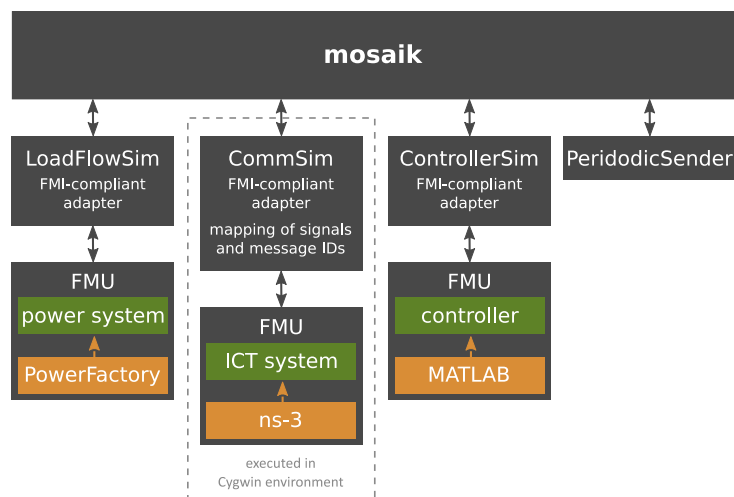 mosaik
LoadFlowSim
FMI-compliant
adapter
CommSim
FMI-compliant
adapter
mapping of signals
and message IDs
ControllerSim
FMI-compliant
adapter
PeridodicSender
FMU
power system
PowerFactory
FMU
ICT system
ns-3
FMU
controller
MATLAB
executed in
Cygwin environment